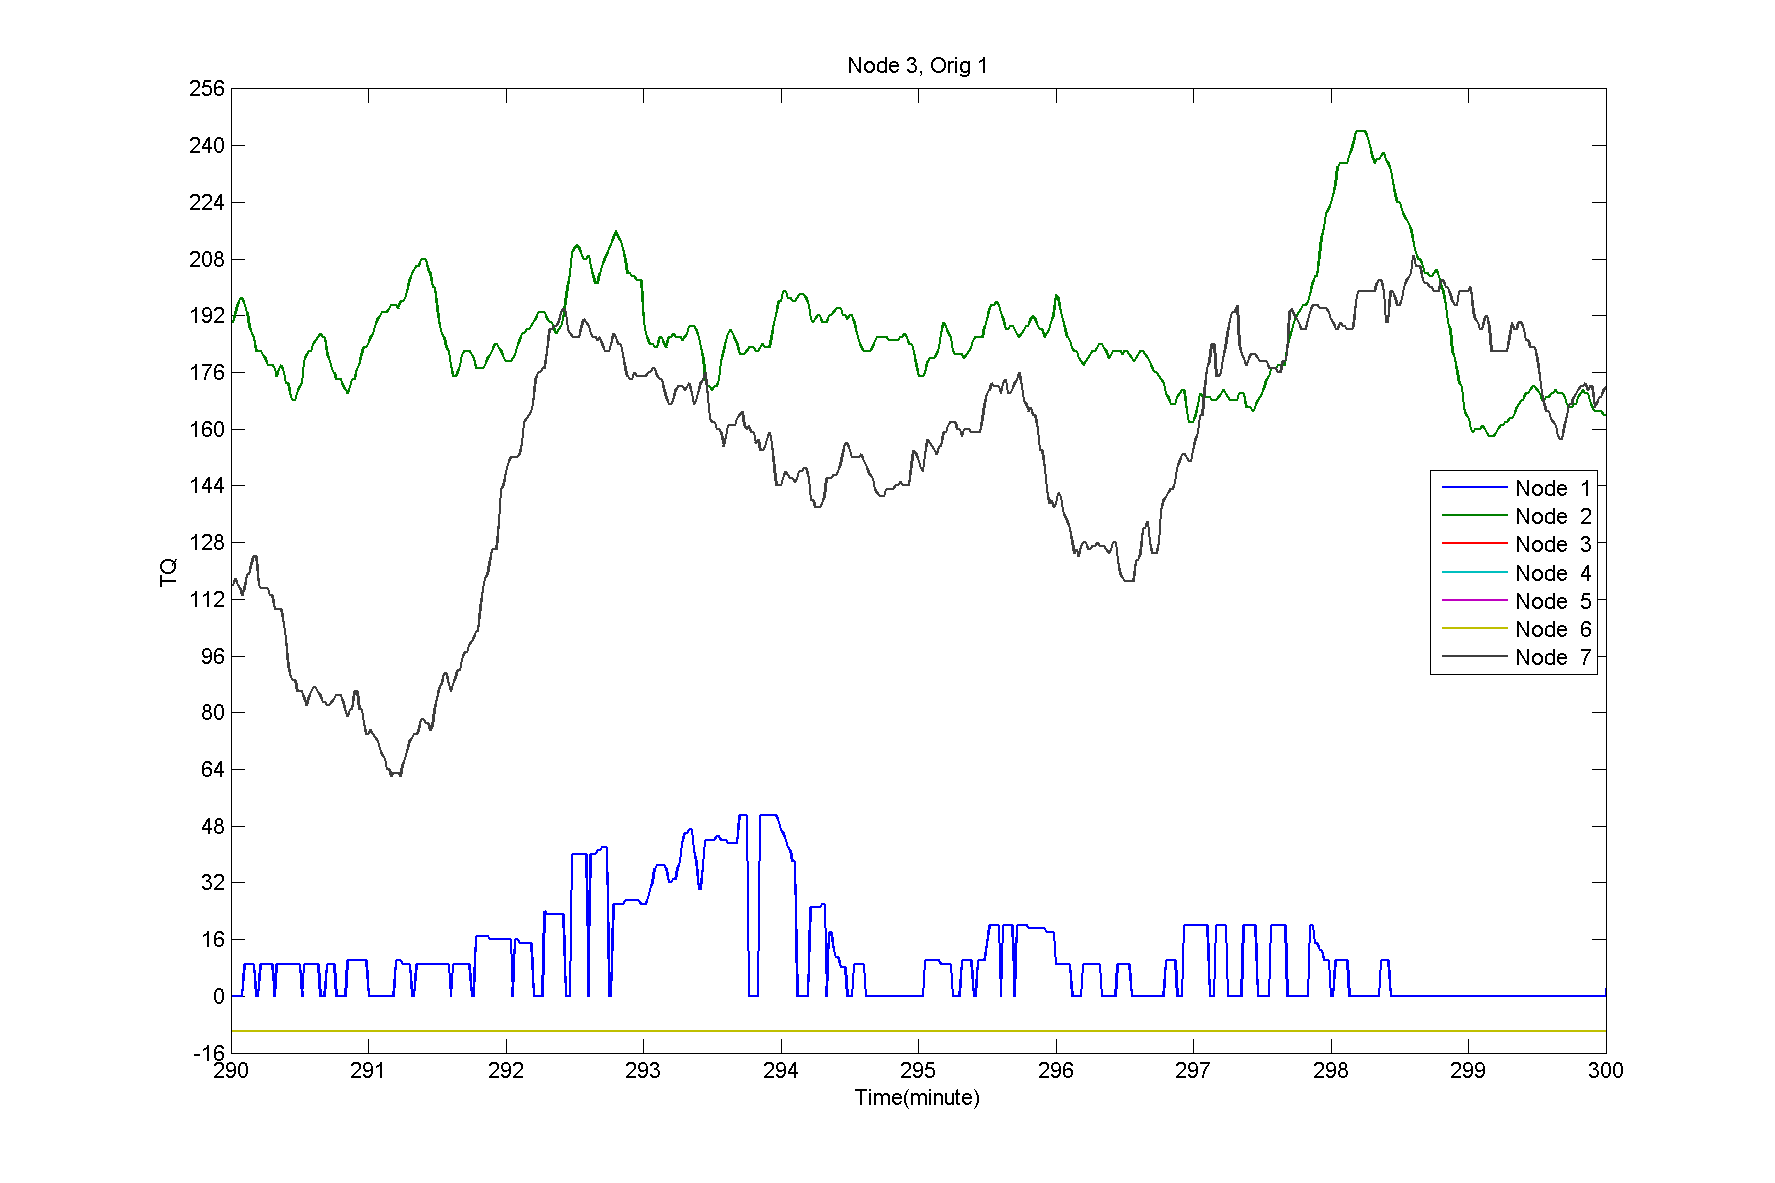 Node 3, Orig 1
256
240
224
208
192
176
160
144
128
112
96
80
64
48
32
16
0
-16
TQ
Node 1
Node 2
Node 3
Node 4
Node 5
Node 6
Node 7
290 291 292 293 294 295 296 297 298 299 300
Time(minute)